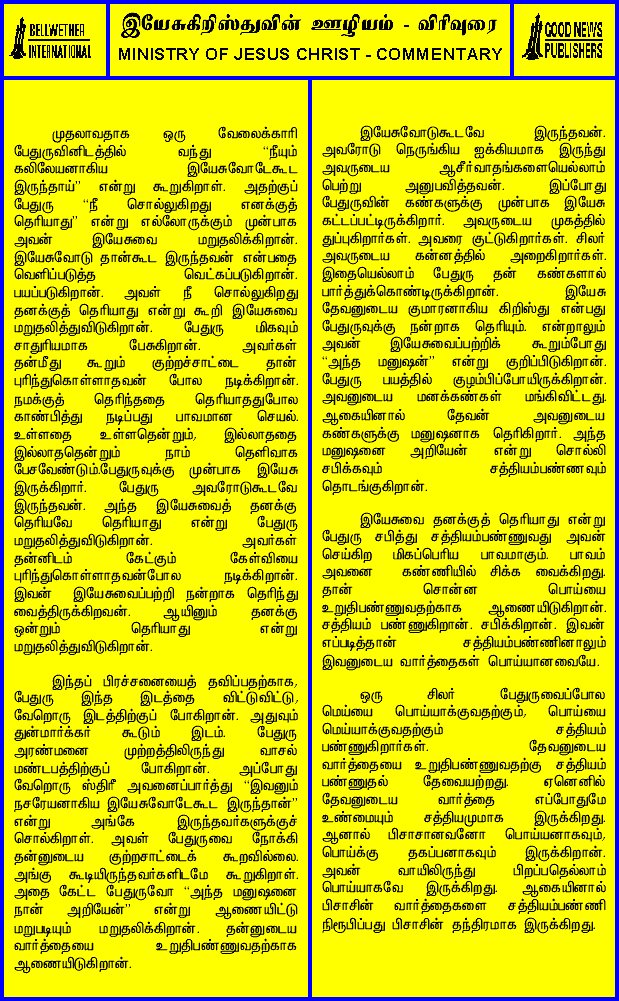 BELLWETHER
INTERNATIONAL
இயேசுகிறிஸ்துவின் ஊழியம் - விரிவுரை
MINISTRY OF JESUS CHRIST - COMMENTARY
GOOD NEWS
PUBLISHERS
முதலாவதாக ஒரு வேலைக்காரி
பேதுருவினிடத்தில் வந்து “நீயும்
கலிலேயனாகிய இயேசுவோடேகூட
இருந்தாய்” என்று கூறுகிறாள். அதற்குப்
பேதுரு “நீ சொல்லுகிறது எனக்குத்
தெரியாது” என்று எல்லோருக்கும் முன்பாக
அவன் இயேசுவை மறுதலிக்கிறான்.
இயேசுவோடு தான்கூட இருந்தவன் என்பதை
வெளிப்படுத்த வெட்கப்படுகிறான்.
பயப்படுகிறான். அவள் நீ சொல்லுகிறது
தனக்குத் தெரியாது என்று கூறி இயேசுவை
மறுதலித்துவிடுகிறான். பேதுரு மிகவும்
சாதுரியமாக பேசுகிறான். அவர்கள்
தன்மீது கூறும் குற்றச்சாட்டை தான்
புரிந்துகொள்ளாதவன் போல நடிக்கிறான்.
நமக்குத் தெரிந்ததை தெரியாததுபோல
காண்பித்து நடிப்பது பாவமான செயல்.
உள்ளதை உள்ளதென்றும், இல்லாததை
இல்லாததென்றும் நாம் தெளிவாக
பேசவேண்டும்.பேதுருவுக்கு முன்பாக இயேசு
இருக்கிறார். பேதுரு அவரோடுகூடவே
இருந்தவன். அந்த இயேசுவைத் தனக்கு
தெரியவே தெரியாது என்று பேதுரு
மறுதலித்துவிடுகிறான். அவர்கள்
தன்னிடம் கேட்கும் கேள்வியை
புரிந்துகொள்ளாதவன்போல நடிக்கிறான்.
இவன் இயேசுவைப்பற்றி நன்றாக தெரிந்து
வைத்திருக்கிறவன். ஆயினும் தனக்கு
ஒன்றும் தெரியாது என்று
மறுதலித்துவிடுகிறான்.
இந்தப் பிரச்சனையைத் தவிப்பதற்காக,
பேதுரு இந்த இடத்தை விட்டுவிட்டு,
வேறொரு இடத்திற்குப் போகிறான். அதுவும்
துன்மார்க்கர் கூடும் இடம். பேதுரு
அரண்மனை முற்றத்திலிருந்து வாசல்
மண்டபத்திற்குப் போகிறான். அப்போது
வேறொரு ஸ்திரீ அவனைப்பார்த்து “இவனும்
நசரேயனாகிய இயேசுவோடேகூட இருந்தான்”
என்று அங்கே இருந்தவர்களுக்குச்
சொல்கிறாள். அவள் பேதுருவை நோக்கி
தன்னுடைய குற்றசாட்டைக் கூறவில்லை.
அங்கு கூடியிருந்தவர்களிடமே கூறுகிறாள்.
அதை கேட்ட பேதுருவோ “அந்த மனுஷனை
நான் அறியேன்” என்று ஆணையிட்டு
மறுபடியும் மறுதலிக்கிறான். தன்னுடைய
வார்த்தையை உறுதிபண்ணுவதற்காக
ஆணையிடுகிறான்.
இயேசுவோடுகூடவே இருந்தவன்.
அவரோடு நெருங்கிய ஐக்கியமாக இருந்து
அவருடைய ஆசீர்வாதங்களையெல்லாம்
பெற்று அனுபவித்தவன். இப்போது
பேதுருவின் கண்களுக்கு முன்பாக இயேசு
கட்டப்பட்டிருக்கிறார். அவருடைய முகத்தில்
துப்புகிறார்கள். அவரை குட்டுகிறார்கள். சிலர்
அவருடைய கன்னத்தில் அறைகிறார்கள்.
இதையெல்லாம் பேதுரு தன் கண்களால்
பார்த்துக்கொண்டிருக்கிறான். இயேசு
தேவனுடைய குமாரனாகிய கிறிஸ்து என்பது
பேதுருவுக்கு நன்றாக தெரியும். என்றாலும்
அவன் இயேசுவைப்பற்றிக் கூறும்போது
“அந்த மனுஷன்” என்று குறிப்பிடுகிறான்.
பேதுரு பயத்தில் குழம்பிப்போயிருக்கிறான்.
அவனுடைய மனக்கண்கள் மங்கிவிட்டது.
ஆகையினால் தேவன் அவனுடைய
கண்களுக்கு மனுஷனாக தெரிகிறார். அந்த
மனுஷனை அறியேன் என்று சொல்லி
சபிக்கவும் சத்தியம்பண்ணவும்
தொடங்குகிறான்.
இயேசுவை தனக்குத் தெரியாது என்று
பேதுரு சபித்து சத்தியம்பண்ணுவது அவன்
செய்கிற மிகப்பெரிய பாவமாகும். பாவம்
அவனை கண்ணியில் சிக்க வைக்கிறது.
தான் சொன்ன பொய்யை
உறுதிபண்ணுவதற்காக ஆணையிடுகிறான்.
சத்தியம் பண்ணுகிறான். சபிக்கிறான். இவன்
எப்படித்தான் சத்தியம்பண்ணினாலும்
இவனுடைய வார்த்தைகள் பொய்யானவையே.
ஒரு சிலர் பேதுருவைப்போல
மெய்யை பொய்யாக்குவதற்கும், பொய்யை
மெய்யாக்குவதற்கும் சத்தியம்
பண்ணுகிறார்கள். தேவனுடைய
வார்த்தையை உறுதிபண்ணுவதற்கு சத்தியம்
பண்ணுதல் தேவையற்றது. ஏனெனில்
தேவனுடைய வார்த்தை எப்போதுமே
உண்மையும் சத்தியமுமாக இருக்கிறது.
ஆனால் பிசாசானவனோ பொய்யனாகவும்,
பொய்க்கு தகப்பனாகவும் இருக்கிறான்.
அவன் வாயிலிருந்து பிறப்பதெல்லாம்
பொய்யாகவே இருக்கிறது. ஆகையினால்
பிசாசின் வார்த்தைகளை சத்தியம்பண்ணி
நிரூபிப்பது பிசாசின் தந்திரமாக இருக்கிறது.